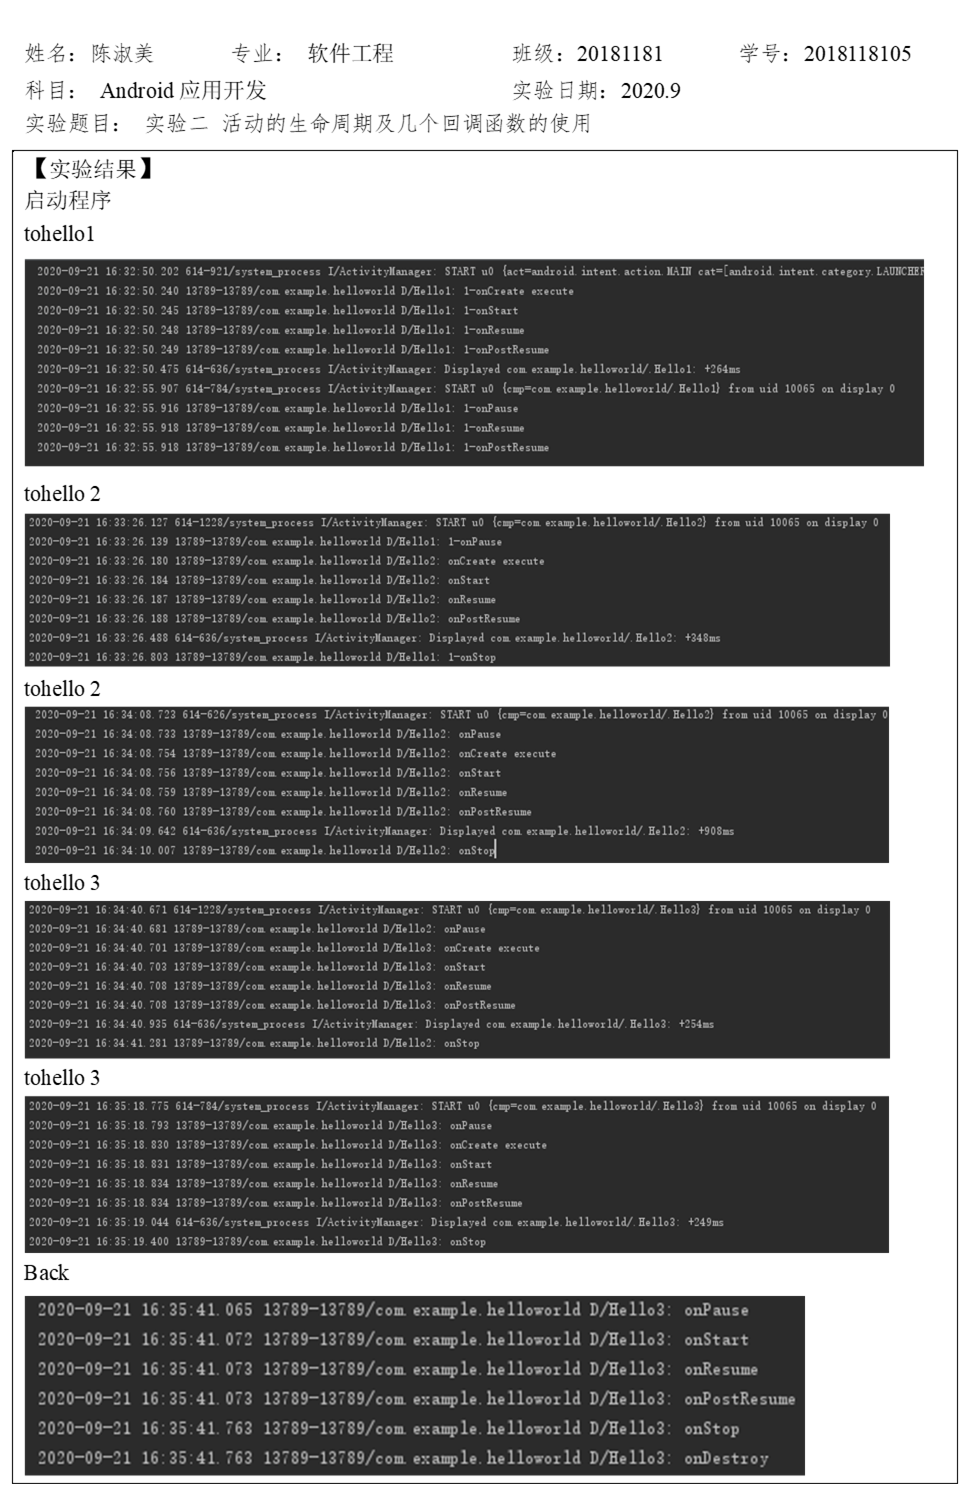 姓名：陈淑美 专业： 软件工程 班级：20181181 学号：2018118105
科目： Android 应用开发 实验日期：2020.9
实验题目： 实验二 活动的生命周期及几个回调函数的使用
【实验结果】
启动程序
tohello1
2020-09-21 16:32:50.202 614-921/system_process I/ActivityManager: START u0 {act=android.intent.action.MAIN cat=[android.intent.category.LAUNCHER
2020-09-21 16:32:50.240 13789-13789/com.example.helloworld D/Hello1: 1-onCreate execute
2020-09-21 16:32:50.245 13789-13789/com.example.helloworld D/Hello1: 1-onStart
2020-09-21 16:32:50.248 13789-13789/com.example.helloworld D/Hello1: 1-onResume
2020-09-21 16:32:50.249 13789-13789/com.example.helloworld D/Hello1: 1-onPostResume
2020-09-21 16:32:50.475 614-636/system_process I/ActivityManager: Displayed com.example.helloworld/.Hello1: +264ms
2020-09-21 16:32:55.907 614-784/system_process I/ActivityManager: START u0 {cmp=com.example.helloworld/.Hello1} from uid 10065 on display 0
2020-09-21 16:32:55.916 13789-13789/com.example.helloworld D/Hello1: 1-onPause
2020-09-21 16:32:55.918 13789-13789/com.example.helloworld D/Hello1: 1-onResume
2020-09-21 16:32:55.918 13789-13789/com.example.helloworld D/Hello1: 1-onPostResume
tohello 2
2020-09-21 16:33:26.127 614-1228/system_process I/ActivityManager: START u0 {cmp=com.example.helloworld/.Hello2} from uid 10065 on display 0
2020-09-21 16:33:26.139 13789-13789/com.example.helloworld D/Hello1: 1-onPause
2020-09-21 16:33:26.180 13789-13789/com.example.helloworld D/Hello2: onCreate execute
2020-09-21 16:33:26.184 13789-13789/com.example.helloworld D/Hello2: onStart
2020-09-21 16:33:26.187 13789-13789/com.example.helloworld D/Hello2: onResume
2020-09-21 16:33:26.188 13789-13789/com.example.helloworld D/Hello2: onPostResume
2020-09-21 16:33:26.488 614-636/system_process I/ActivityManager: Displayed com.example.helloworld/.Hello2: +348ms
2020-09-21 16:33:26.803 13789-13789/com.example.helloworld D/Hello1: 1-onStop
tohello 2
2020-09-21 16:34:08.723 614-626/system_process I/ActivityManager: START u0 {cmp=com.example.helloworld/.Hello2} from uid 10065 on display 0
2020-09-21 16:34:08.733 13789-13789/com.example.helloworld D/Hello2: onPause
2020-09-21 16:34:08.754 13789-13789/com.example.helloworld D/Hello2: onCreate execute
2020-09-21 16:34:08.756 13789-13789/com.example.helloworld D/Hello2: onStart
2020-09-21 16:34:08.759 13789-13789/com.example.helloworld D/Hello2: onResume
2020-09-21 16:34:08.760 13789-13789/com.example.helloworld D/Hello2: onPostResume
2020-09-21 16:34:09.642 614-636/system_process I/ActivityManager: Displayed com.example.helloworld/.Hello2: +908ms
2020-09-21 16:34:10.007 13789-13789/com.example.helloworld D/Hello2: onStop
tohello 3
2020-09-21 16:34:40.671 614-1228/system_process I/ActivityManager: START u0 {cmp=com.example.helloworld/.Hello3} from uid 10065 on display 0
2020-09-21 16:34:40.681 13789-13789/com.example.helloworld D/Hello2: onPause
2020-09-21 16:34:40.701 13789-13789/com.example.helloworld D/Hello3: onCreate execute
2020-09-21 16:34:40.703 13789-13789/com.example.helloworld D/Hello3: onStart
2020-09-21 16:34:40.708 13789-13789/com.example.helloworld D/Hello3: onResume
2020-09-21 16:34:40.708 13789-13789/com.example.helloworld D/Hello3: onPostResume
2020-09-21 16:34:40.935 614-636/system_process I/ActivityManager: Displayed com.example.helloworld/.Hello3: +254ms
2020-09-21 16:34:41.281 13789-13789/com.example.helloworld D/Hello2: onStop
tohello 3
2020-09-21 16:35:18.775 614-784/system_process I/ActivityManager: START u0 {cmp=com.example.helloworld/.Hello3} from uid 10065 on display 0
2020-09-21 16:35:18.793 13789-13789/com.example.helloworld D/Hello3: onPause
2020-09-21 16:35:18.830 13789-13789/com.example.helloworld D/Hello3: onCreate execute
2020-09-21 16:35:18.831 13789-13789/com.example.helloworld D/Hello3: onStart
2020-09-21 16:35:18.834 13789-13789/com.example.helloworld D/Hello3: onResume
2020-09-21 16:35:18.834 13789-13789/com.example.helloworld D/Hello3: onPostResume
2020-09-21 16:35:19.044 614-636/system_process I/ActivityManager: Displayed com.example.helloworld/.Hello3: +249ms
2020-09-21 16:35:19.400 13789-13789/com.example.helloworld D/Hello3: onStop
Back
2020-09-21 16:35:41.065 13789-13789/com.example.helloworld D/Hello3: onPause
2020-09-21 16:35:41.072 13789-13789/com.example.helloworld D/Hello3: onStart
2020-09-21 16:35:41.073 13789-13789/com.example.helloworld D/Hello3: onResume
2020-09-21 16:35:41.073 13789-13789/com.example.helloworld D/Hello3: onPostResume
2020-09-21 16:35:41.763 13789-13789/com.example.helloworld D/Hello3: onStop
2020-09-21 16:35:41.763 13789-13789/com.example.helloworld D/Hello3: onDestroy